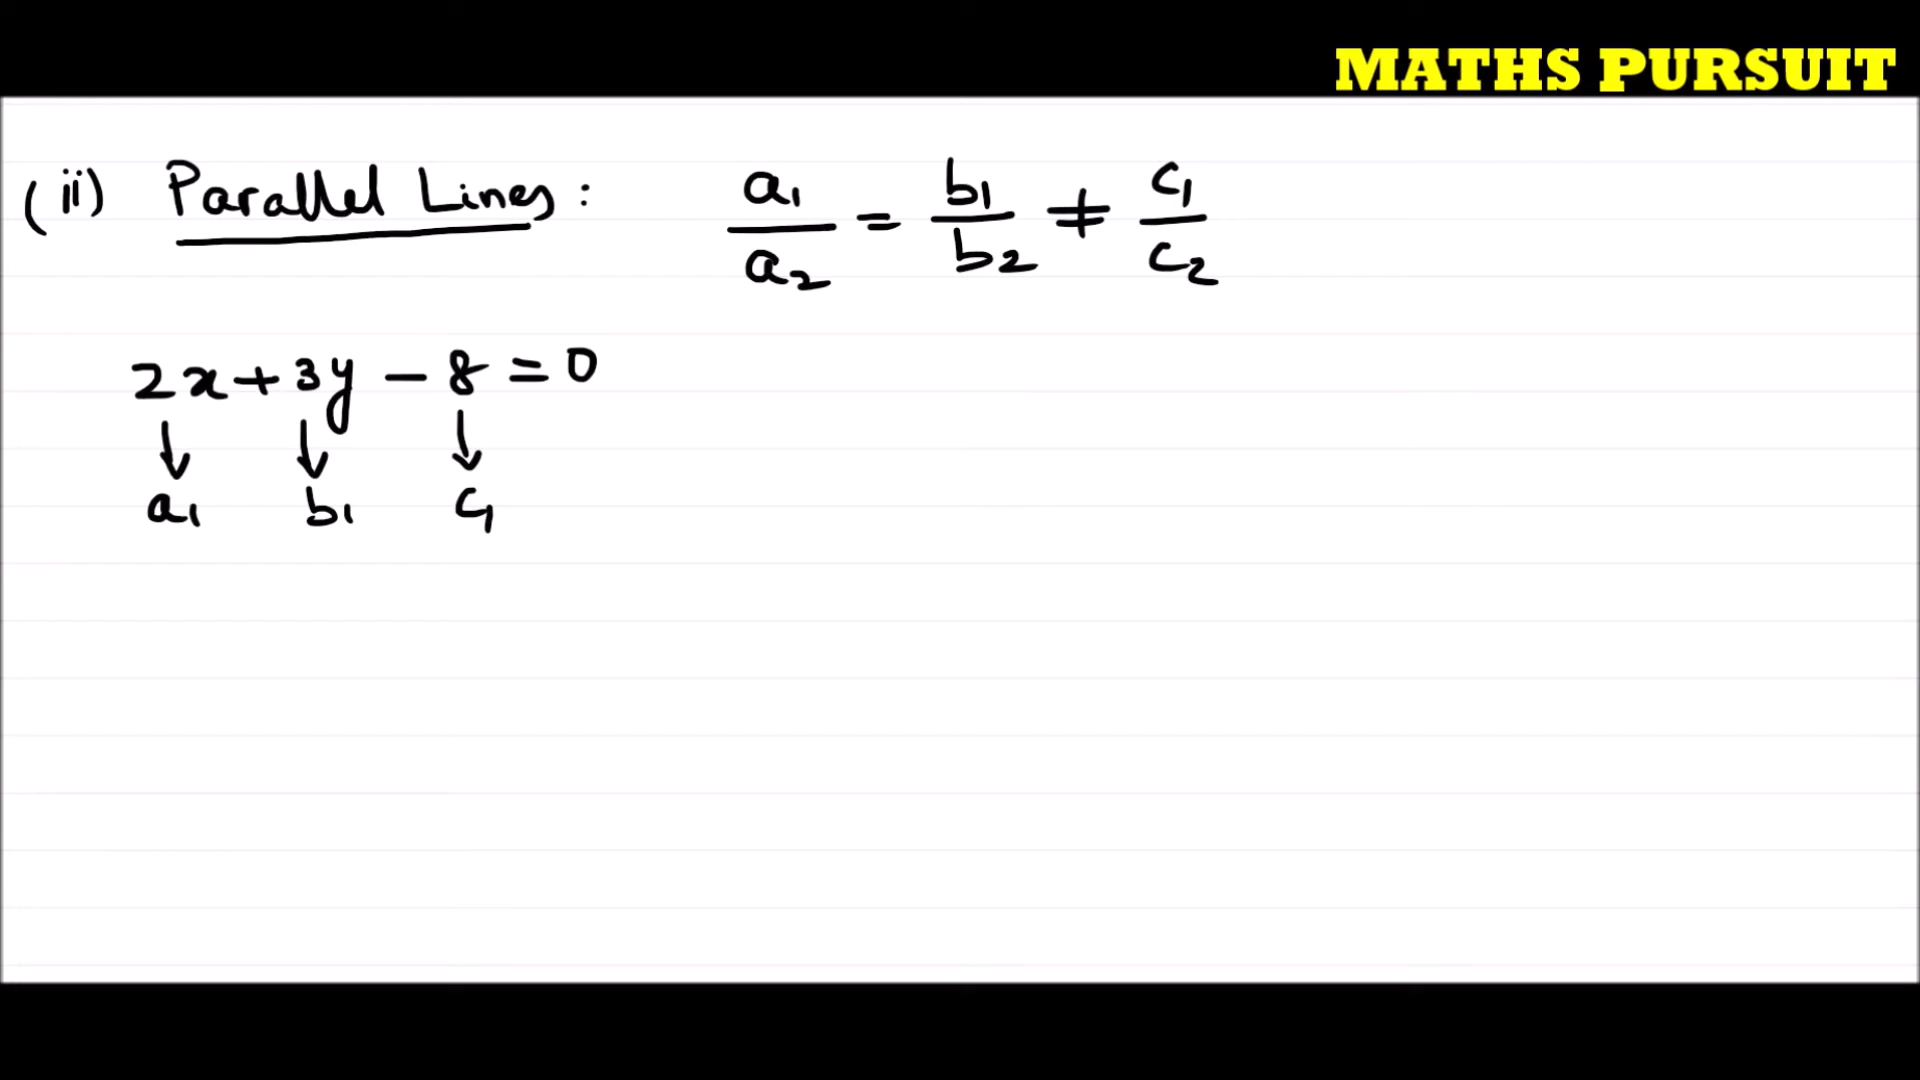 MATHS PURSUIT
(ii) Parallel Lines: a₁/a₂ = b₁/b₂ ≠ c₁/c₂
2x + 3y - 8 = 0
↓ ↓ ↓
a₁ b₁ c₁